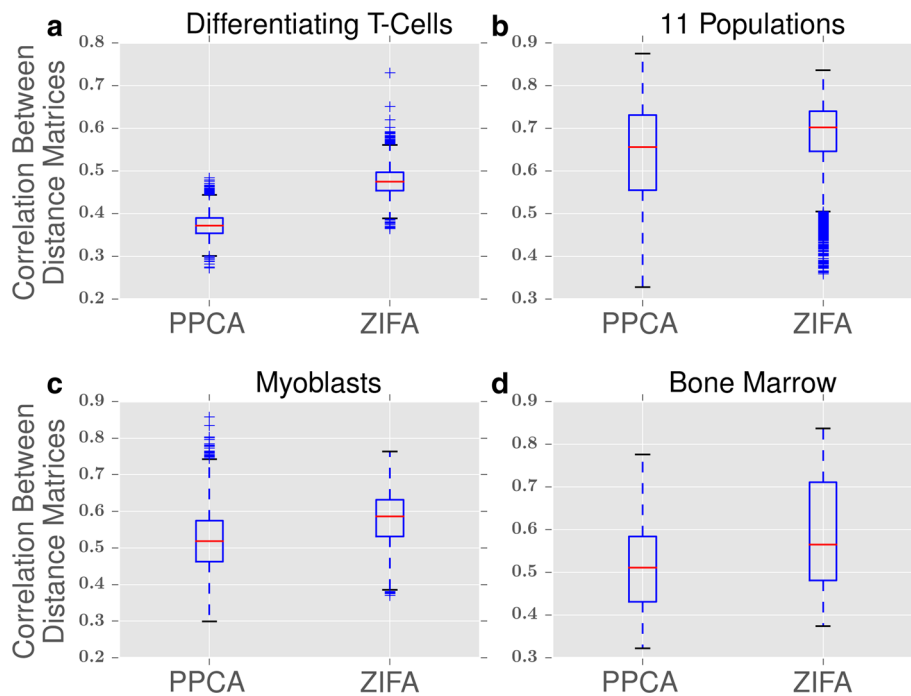 a Differentiating T-Cells
Correlation Between
Distance Matrices
0.8
0.7
0.6
0.5
0.4
0.3
0.2
PPCA ZIFA
b 11 Populations
0.9
0.8
0.7
0.6
0.5
0.4
0.3
PPCA ZIFA
c Myoblasts
Correlation Between
Distance Matrices
0.9
0.8
0.7
0.6
0.5
0.4
0.3
0.2
PPCA ZIFA
d Bone Marrow
0.9
0.8
0.7
0.6
0.5
0.4
0.3
PPCA ZIFA